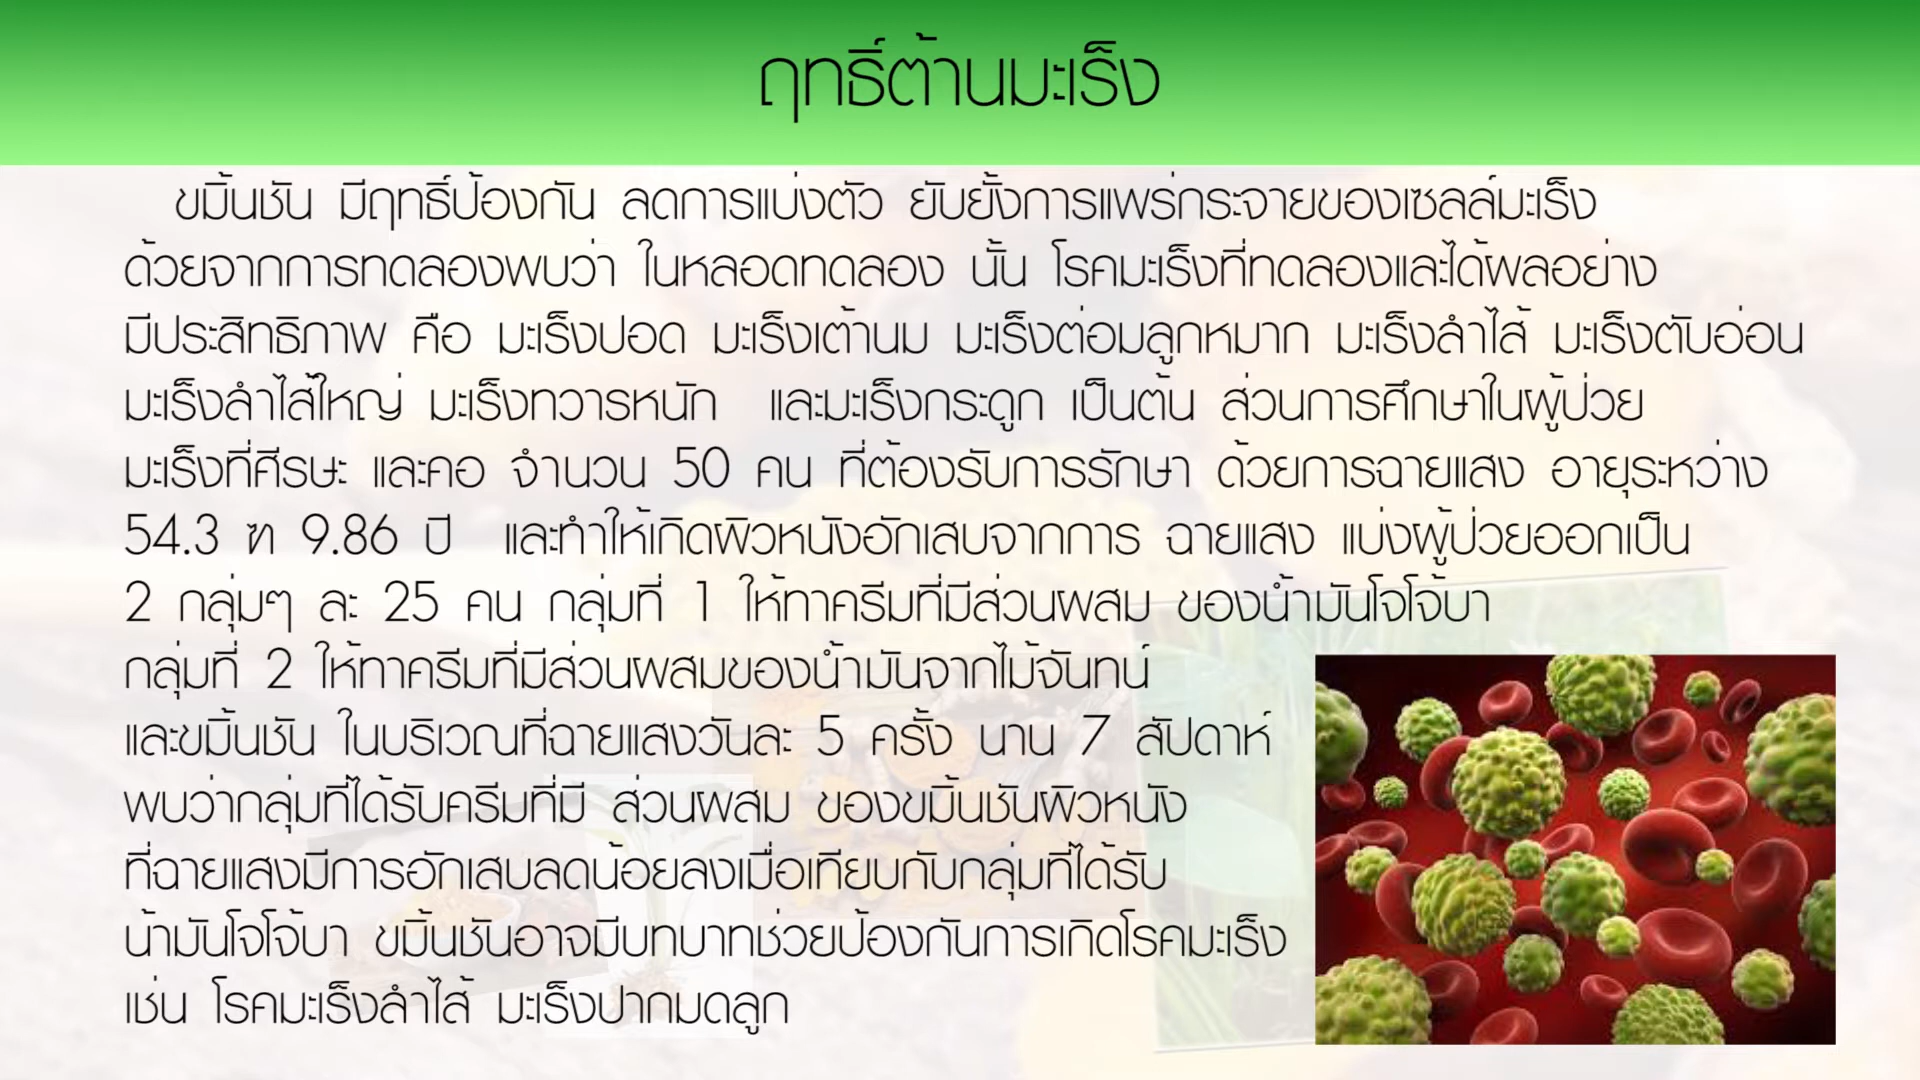 ฤทธิ์ต้านมะเร็ง
ขมิ้นชัน มีฤทธิ์ป้องกัน ลดการแบ่งตัว ยับยั้งการแพร่กระจายของเซลล์มะเร็ง
ด้วยจากการทดลองพบว่า ในหลอดทดลอง นั้น โรคมะเร็งที่ทดลองและได้ผลอย่าง
มีประสิทธิภาพ คือ มะเร็งปอด มะเร็งเต้านม มะเร็งต่อมลูกหมาก มะเร็งลำไส้ มะเร็งตับอ่อน
มะเร็งลำไส้ใหญ่ มะเร็งทวารหนัก และมะเร็งกระดูก เป็นต้น ส่วนการศึกษาในผู้ป่วย
มะเร็งที่ศีรษะ และคอ จำนวน 50 คน ที่ต้องรับการรักษา ด้วยการฉายแสง อายุระหว่าง
54.3 ฑ 9.86 ปี และทำให้เกิดผิวหนังอักเสบจากการ ฉายแสง แบ่งผู้ป่วยออกเป็น
2 กลุ่มๆ ละ 25 คน กลุ่มที่ 1 ให้ทาครีมที่มีส่วนผสม ของน้ำมันโจโจ้บา
กลุ่มที่ 2 ให้ทาครีมที่มีส่วนผสมของน้ำมันจากไม้จันทน์
และขมิ้นชัน ในบริเวณที่ฉายแสงวันละ 5 ครั้ง นาน 7 สัปดาห์
พบว่ากลุ่มที่ได้รับครีมที่มี ส่วนผสม ของขมิ้นชันผิวหนัง
ที่ฉายแสงมีการอักเสบลดน้อยลงเมื่อเทียบกับกลุ่มที่ได้รับ
น้ำมันโจโจ้บา ขมิ้นชันอาจมีบทบาทช่วยป้องกันการเกิดโรคมะเร็ง
เช่น โรคมะเร็งลำไส้ มะเร็งปากมดลูก